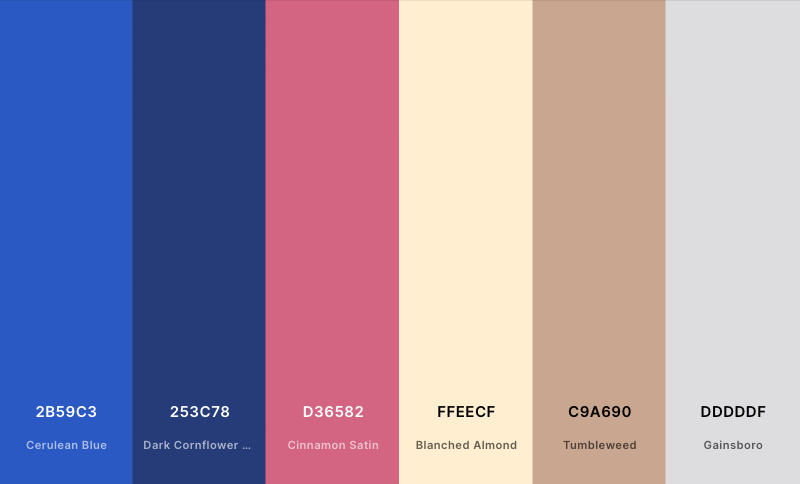 2B59C3
Cerulean Blue
253C78
Dark Cornflower ...
D36582
Cinnamon Satin
FFEECF
Blanched Almond
C9A690
Tumbleweed
DDDDDF
Gainsboro